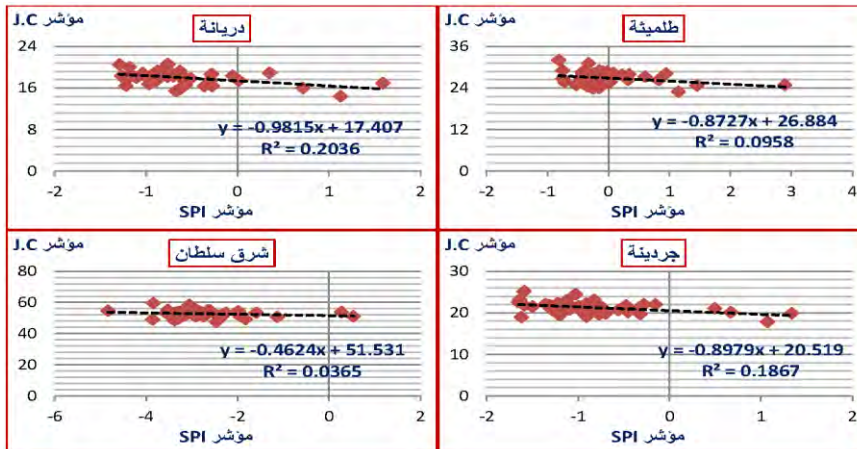 مؤشر J.C
دريانة
24
16
8
0
y = -0.9815x + 17.407
R² = 0.2036
-2 -1 0 1 2
مؤشر SPI
مؤشر J.C
طلميثة
36
27
18
9
0
y = -0.8727x + 26.884
R² = 0.0958
-2 -1 0 1 2 3 4
مؤشر SPI
مؤشر J.C
شرق سلطان
80
60
40
20
0
y = -0.4624x + 51.531
R² = 0.0365
-6 -4 -2 0 2
مؤشر SPI
مؤشر J.C
جردينة
30
20
10
0
y = -0.8979x + 20.519
R² = 0.1867
-2 -1 0 1 2
مؤشر SPI